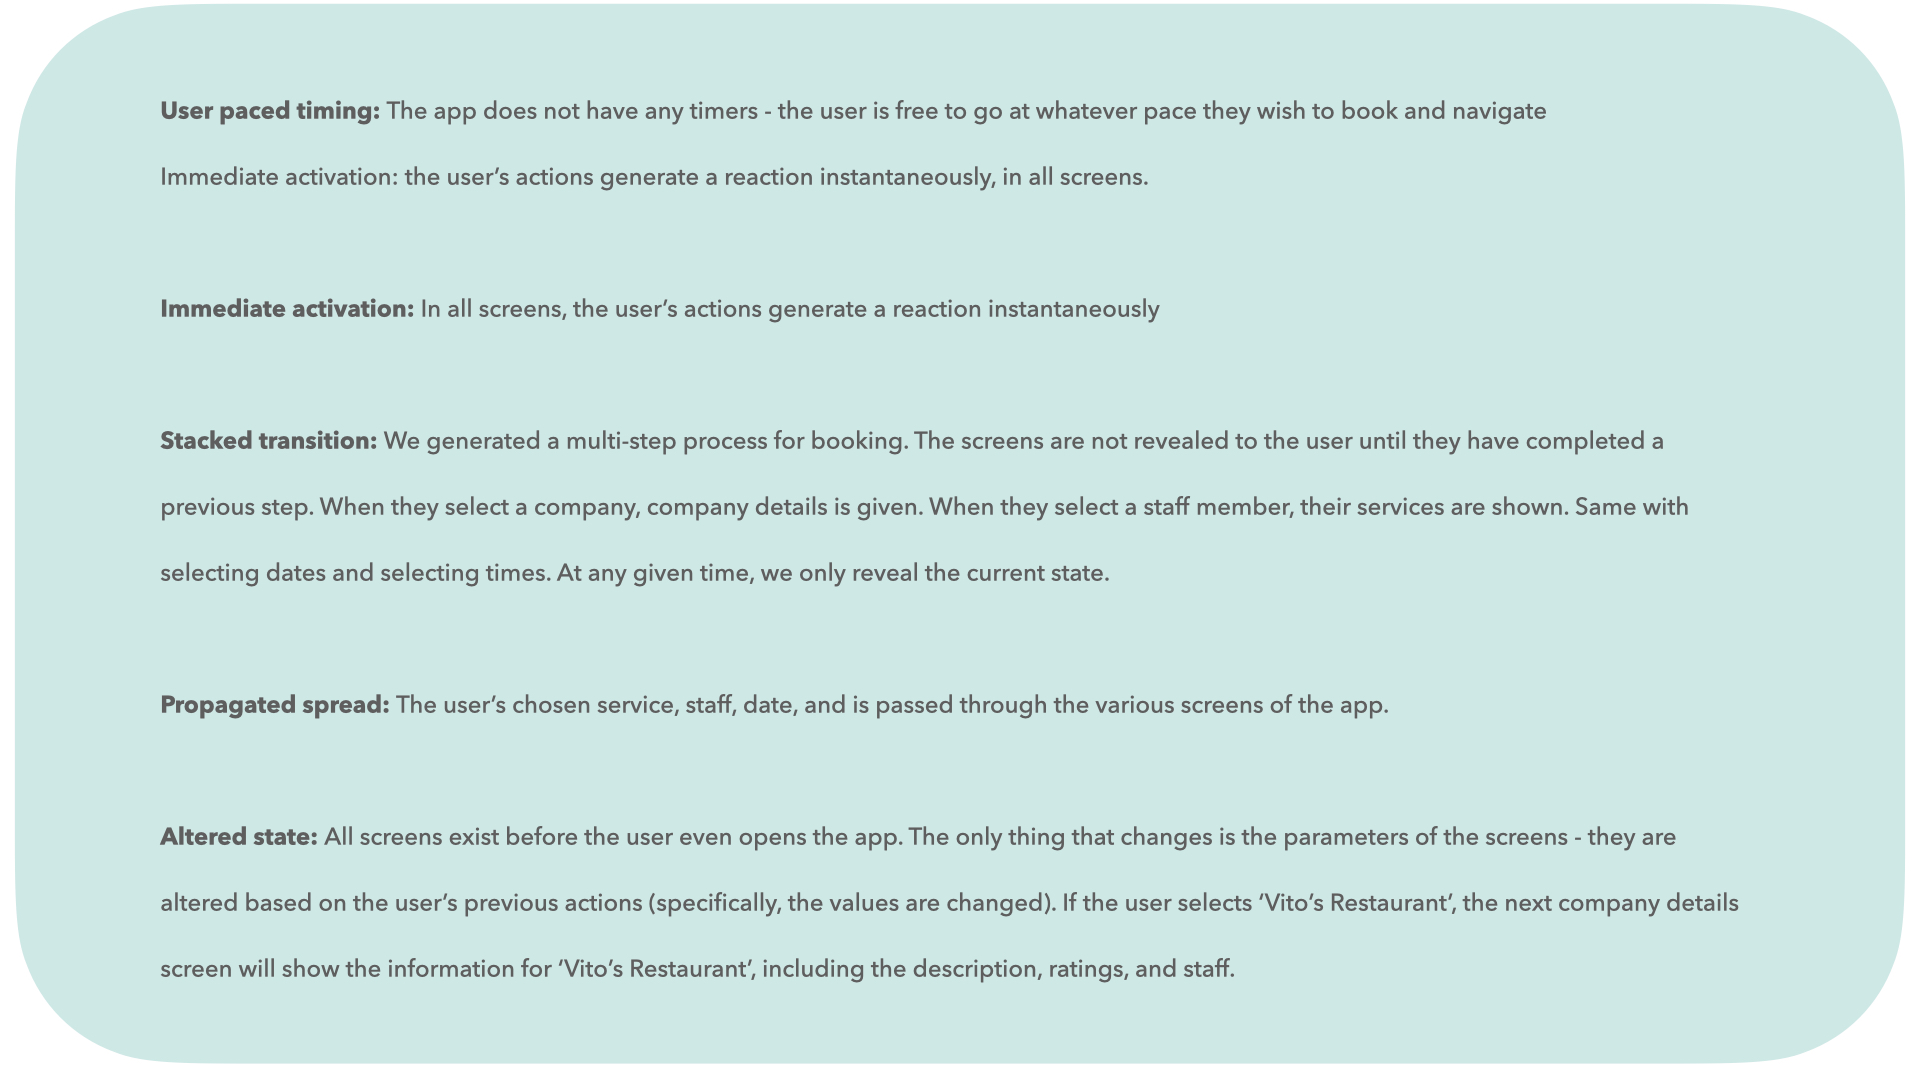 User paced timing: The app does not have any timers - the user is free to go at whatever pace they wish to book and navigate
Immediate activation: the user’s actions generate a reaction instantaneously, in all screens.
Immediate activation: In all screens, the user’s actions generate a reaction instantaneously
Stacked transition: We generated a multi-step process for booking. The screens are not revealed to the user until they have completed a
previous step. When they select a company, company details is given. When they select a staff member, their services are shown. Same with
selecting dates and selecting times. At any given time, we only reveal the current state.
Propagated spread: The user’s chosen service, staff, date, and is passed through the various screens of the app.
Altered state: All screens exist before the user even opens the app. The only thing that changes is the parameters of the screens - they are
altered based on the user’s previous actions (specifically, the values are changed). If the user selects ‘Vito’s Restaurant’, the next company details
screen will show the information for ‘Vito’s Restaurant’, including the description, ratings, and staff.